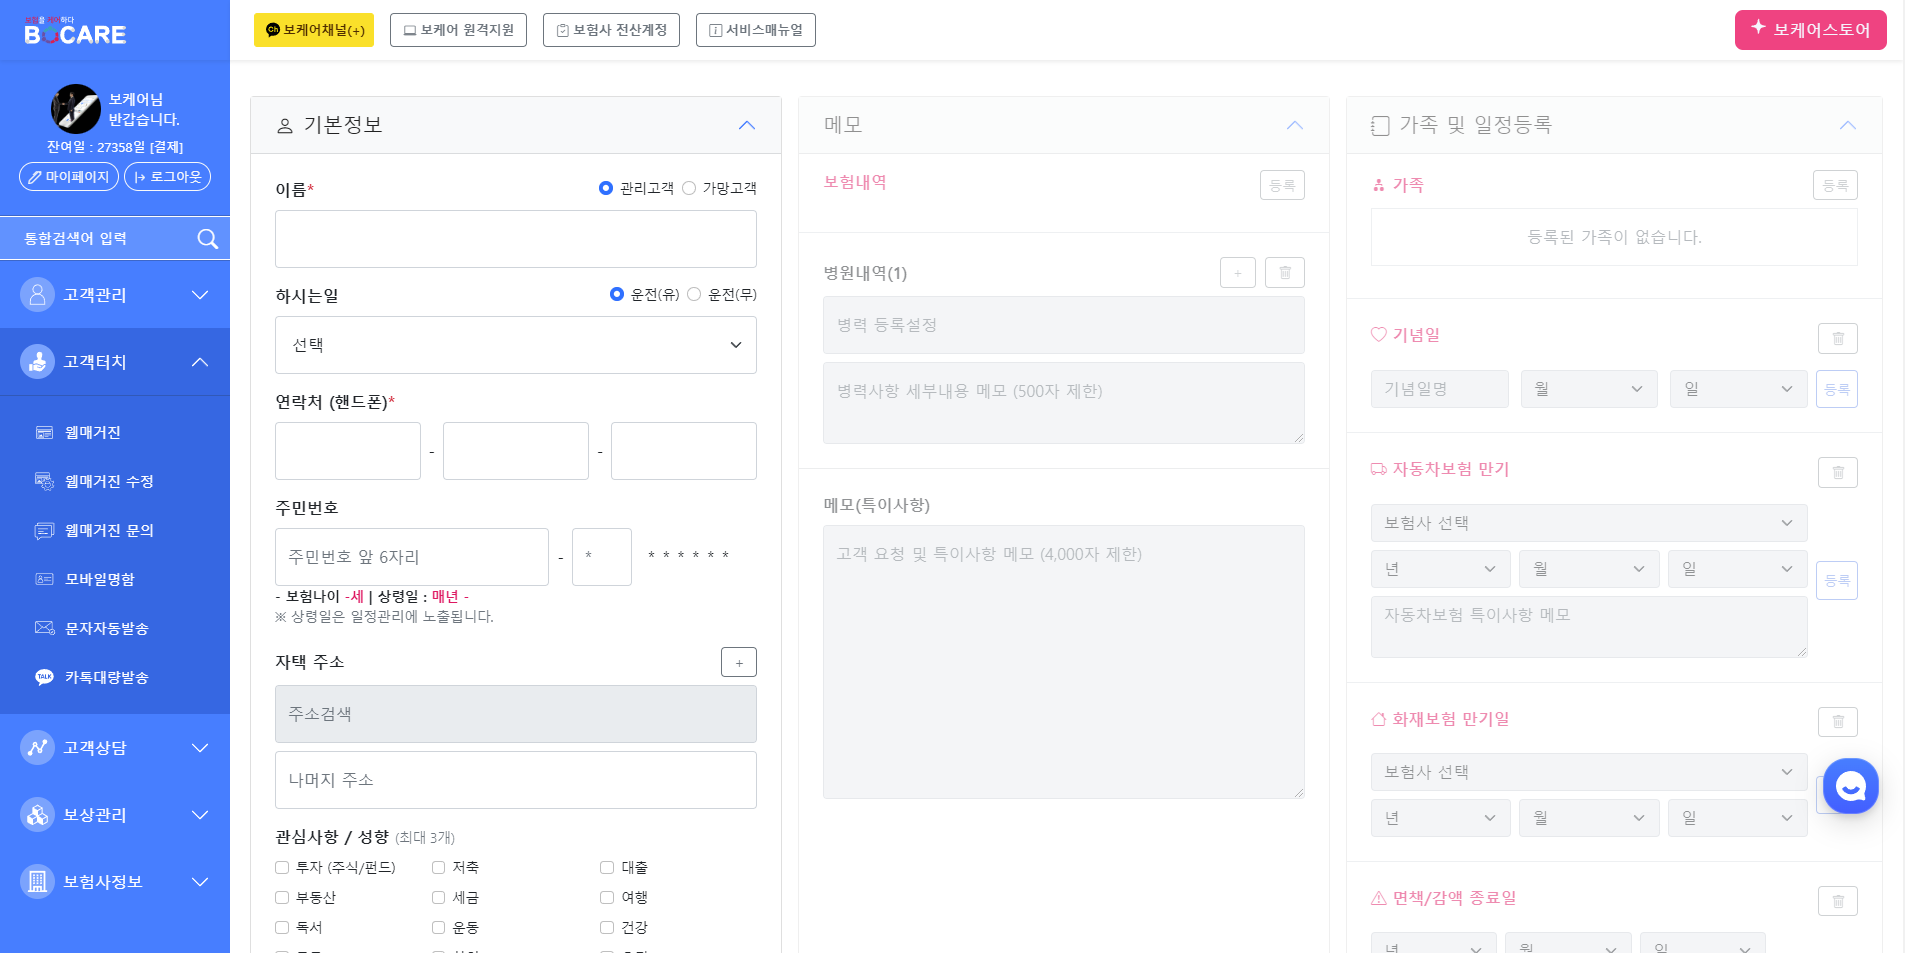 BOCARE
보케어님
반갑습니다.
잔여일 : 27358일 [결제]
마이페이지
로그아웃
통합검색어 입력
고객관리
고객터치
웹매거진
웹매거진 수정
웹매거진 문의
모바일명함
문자자동발송
TALK 카톡대량발송
고객상담
보상관리
보험사정보
Ch 보케어채널(+)
보케어 원격지원
보험사 전산계정
서비스매뉴얼
보케어스토어
기본정보
이름*
관리고객
가망고객
하시는일
운전(유)
운전(무)
선택
연락처 (핸드폰)*
- -
주민번호
주민번호 앞 6자리 - * * * * * * *
- 보험나이 -세 | 상령일 : 매년 -
※ 상령일은 일정관리에 노출됩니다.
자택 주소
+
주소검색
나머지 주소
관심사항 / 성향 (최대 3개)
투자 (주식/펀드)
저축
대출
부동산
세금
여행
독서
운동
건강
메모
보험내역
등록
병원내역(1)
+
병력 등록설정
병력사항 세부내용 메모 (500자 제한)
메모(특이사항)
고객 요청 및 특이사항 메모 (4,000자 제한)
가족 및 일정등록
가족
등록
등록된 가족이 없습니다.
기념일
기념일명
월
일
등록
자동차보험 만기
보험사 선택
년
월
일
등록
자동차보험 특이사항 메모
화재보험 만기일
보험사 선택
년
월
일
면책/감액 종료일
년
월
일